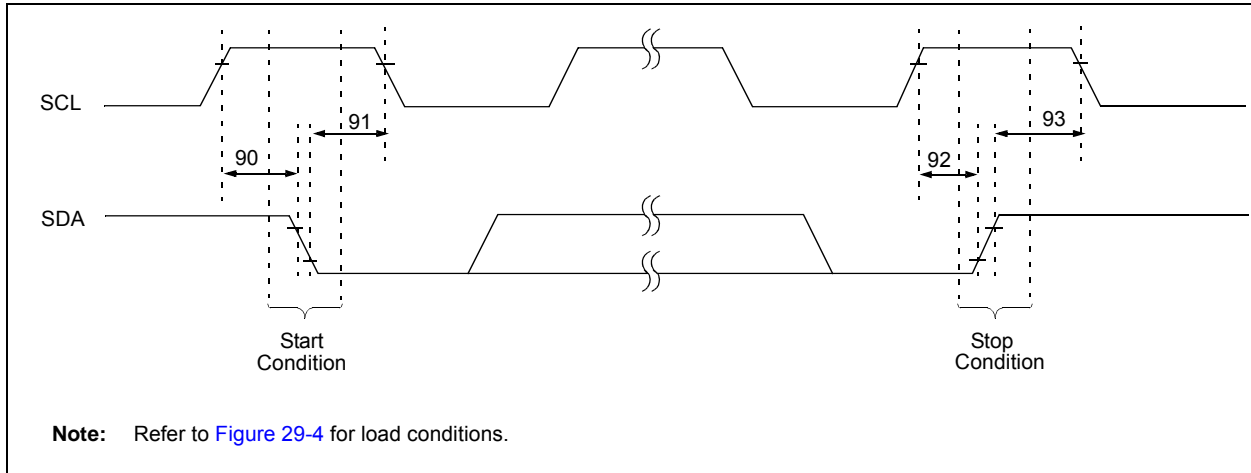 SCL
91
93
90
92
SDA
Start
Condition
Stop
Condition
Note: Refer to Figure 29-4 for load conditions.